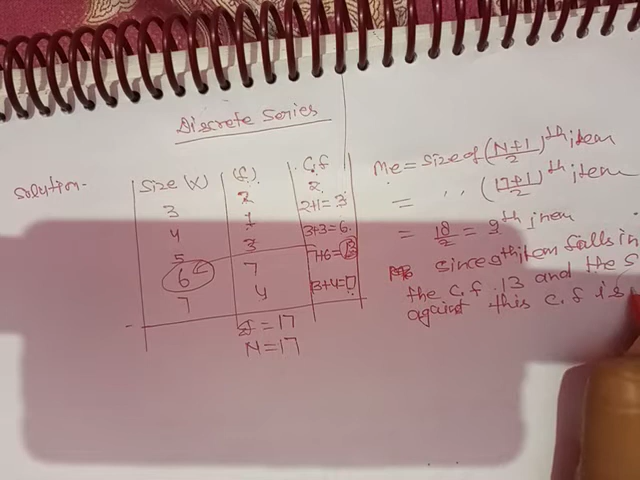 Discrete Series
Solution-
Size (X) (f.) C.f
3 2 2
4 1 2+1=3
5 3 3+3=6
6 7 7+6=13
7 4 13+4=17
Σf=17
N=17
Me = Size of (N+1/2)th item
= ,, (17+1/2)th item
= 18/2 = 9th item
Since 9th item falls in
the C.f. 13 and the S
against this C.f is